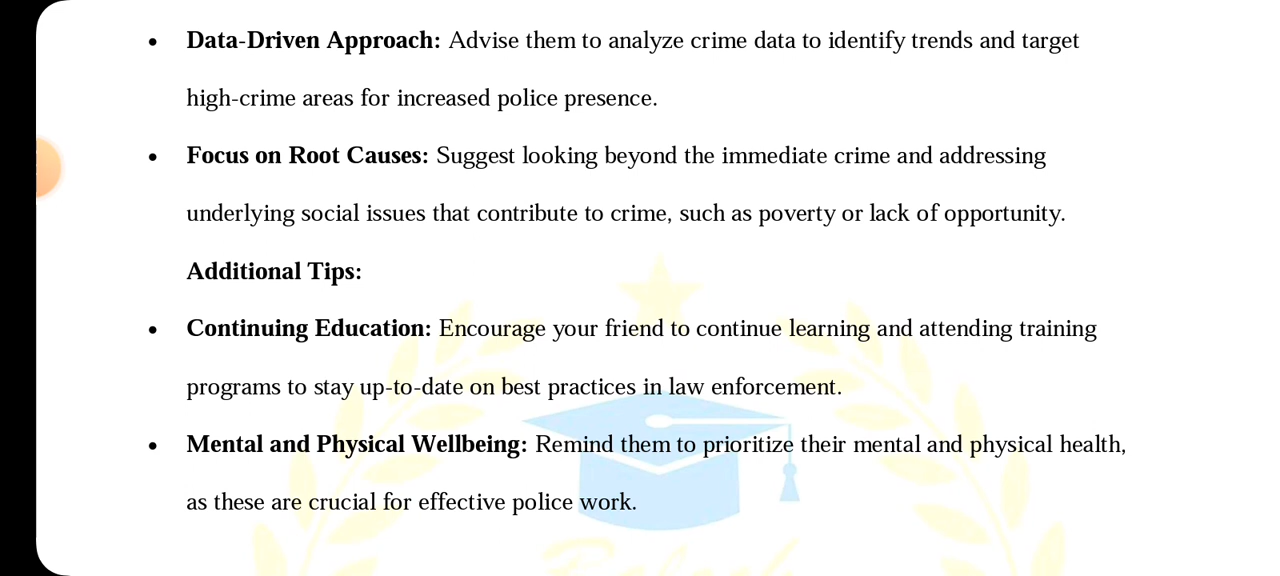 • Data-Driven Approach: Advise them to analyze crime data to identify trends and target
high-crime areas for increased police presence.
• Focus on Root Causes: Suggest looking beyond the immediate crime and addressing
underlying social issues that contribute to crime, such as poverty or lack of opportunity.
Additional Tips:
• Continuing Education: Encourage your friend to continue learning and attending training
programs to stay up-to-date on best practices in law enforcement.
• Mental and Physical Wellbeing: Remind them to prioritize their mental and physical health,
as these are crucial for effective police work.